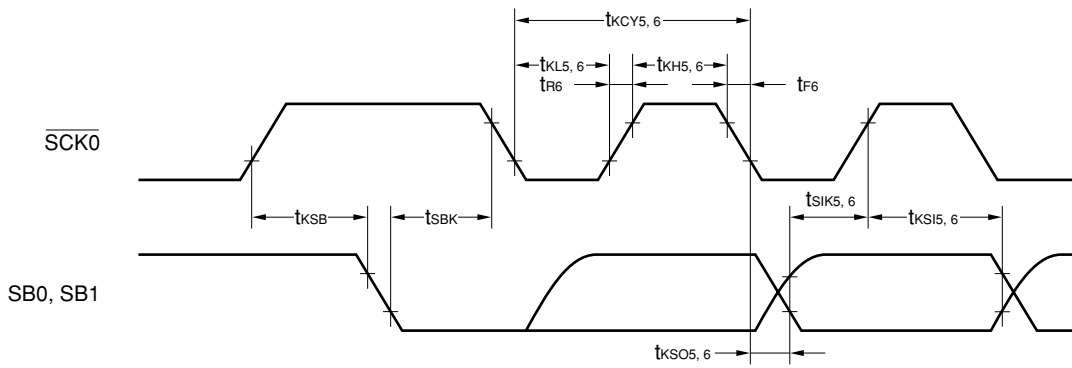 tKCY5, 6
tKL5, 6
tKH5, 6
tR6
tF6
SCK0
tSIK5, 6
tKSB
tSBK
tKSI5, 6
SB0, SB1
tKSO5, 6